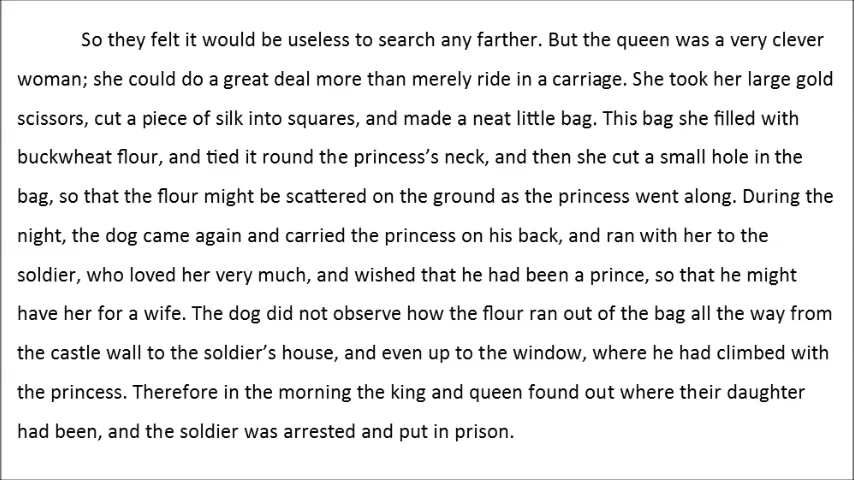 So they felt it would be useless to search any farther. But the queen was a very clever
woman; she could do a great deal more than merely ride in a carriage. She took her large gold
scissors, cut a piece of silk into squares, and made a neat little bag. This bag she filled with
buckwheat flour, and tied it round the princess’s neck, and then she cut a small hole in the
bag, so that the flour might be scattered on the ground as the princess went along. During the
night, the dog came again and carried the princess on his back, and ran with her to the
soldier, who loved her very much, and wished that he had been a prince, so that he might
have her for a wife. The dog did not observe how the flour ran out of the bag all the way from
the castle wall to the soldier’s house, and even up to the window, where he had climbed with
the princess. Therefore in the morning the king and queen found out where their daughter
had been, and the soldier was arrested and put in prison.